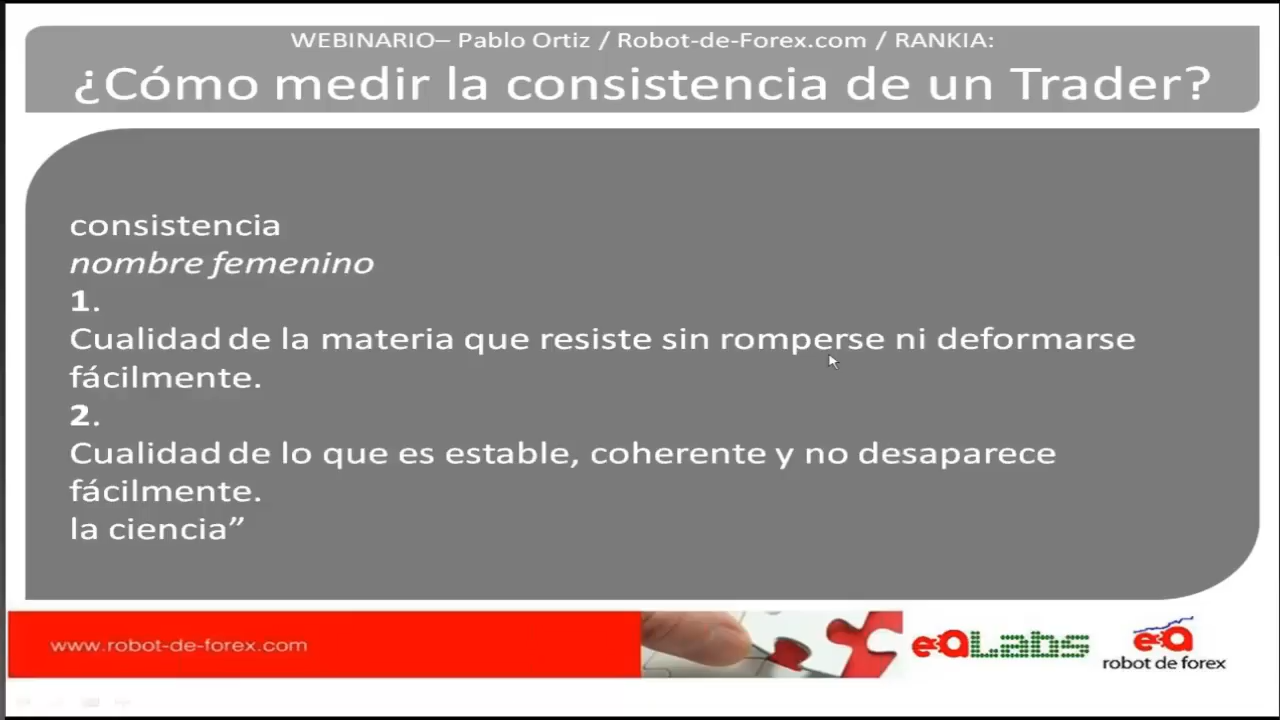 WEBINARIO– Pablo Ortiz / Robot-de-Forex.com / RANKIA:
¿Cómo medir la consistencia de un Trader?
consistencia
nombre femenino
1.
Cualidad de la materia que resiste sin romperse ni deformarse
fácilmente.
2.
Cualidad de lo que es estable, coherente y no desaparece
fácilmente.
la ciencia”
www.robot-de-forex.com
eaLabs
ea
robot de forex